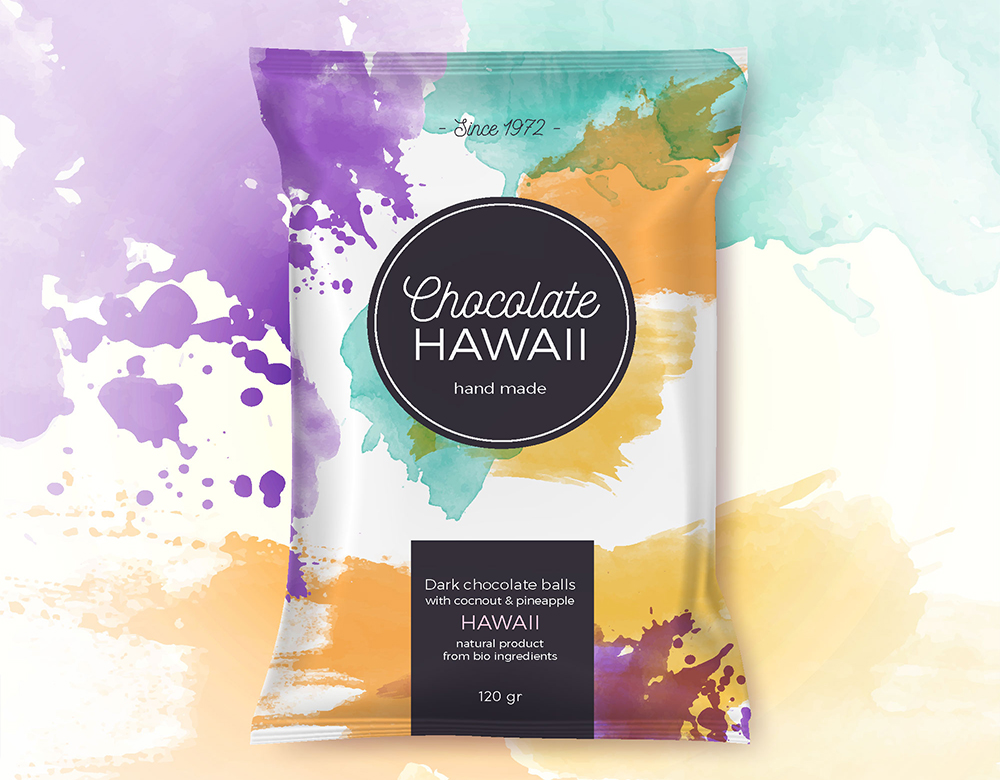 - Since 1972 -
Chocolate
HAWAII
hand made
Dark chocolate balls
with cocnout & pineapple
HAWAII
natural product
from bio ingredients
120 gr